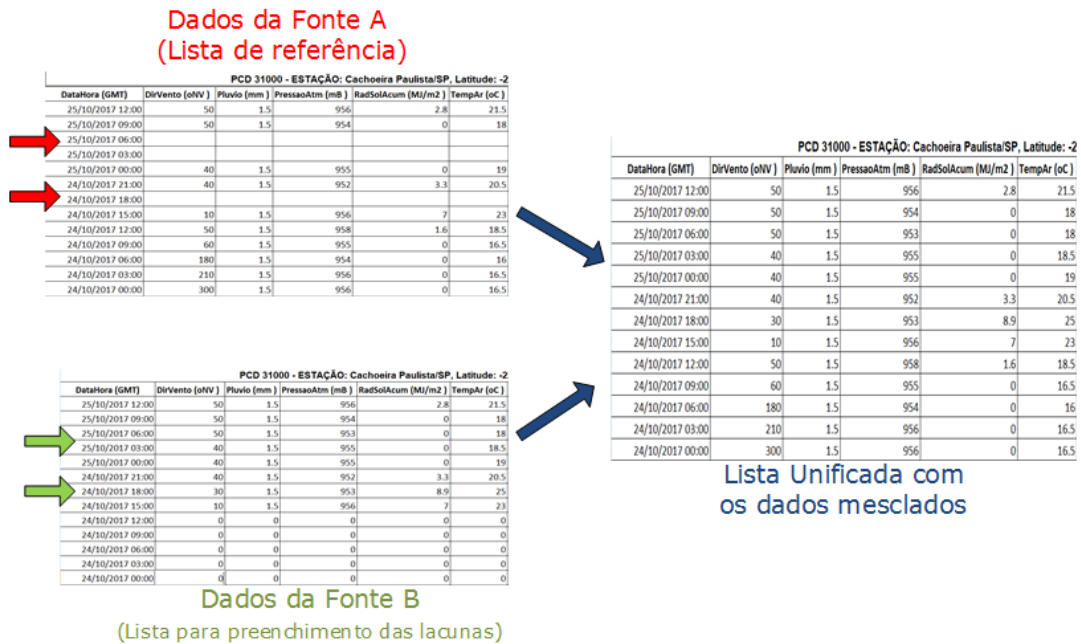 Dados da Fonte A
(Lista de referência)
PCD 31000 - ESTAÇÃO: Cachoeira Paulista/SP, Latitude: -2
DataHora (GMT) DirVento (oNV ) Pluvio (mm ) PressaoAtm (mB ) RadSolAcum (MJ/m2 ) TempAr (oC )
25/10/2017 12:00 50 1.5 956 2.8 21.5
25/10/2017 09:00 50 1.5 954 0 18
25/10/2017 06:00
25/10/2017 03:00
25/10/2017 00:00 40 1.5 955 0 19
24/10/2017 21:00 40 1.5 952 3.3 20.5
24/10/2017 18:00
24/10/2017 15:00 10 1.5 956 7 23
24/10/2017 12:00 50 1.5 958 1.6 18.5
24/10/2017 09:00 60 1.5 955 0 16.5
24/10/2017 06:00 180 1.5 954 0 16
24/10/2017 03:00 210 1.5 956 0 16.5
24/10/2017 00:00 300 1.5 956 0 16.5
PCD 31000 - ESTAÇÃO: Cachoeira Paulista/SP, Latitude: -2
DataHora (GMT) DirVento (oNV ) Pluvio (mm ) PressaoAtm (mB ) RadSolAcum (MJ/m2 ) TempAr (oC )
25/10/2017 12:00 50 1.5 956 2.8 21.5
25/10/2017 09:00 50 1.5 954 0 18
25/10/2017 06:00 50 1.5 953 0 18
25/10/2017 03:00 40 1.5 955 0 18.5
25/10/2017 00:00 40 1.5 955 0 19
24/10/2017 21:00 40 1.5 952 3.3 20.5
24/10/2017 18:00 30 1.5 953 8.9 25
24/10/2017 15:00 10 1.5 956 7 23
24/10/2017 12:00 0 0 0 0 0
24/10/2017 09:00 0 0 0 0 0
24/10/2017 06:00 0 0 0 0 0
24/10/2017 03:00 0 0 0 0 0
24/10/2017 00:00 0 0 0 0 0
Dados da Fonte B
(Lista para preenchimento das lacunas)
PCD 31000 - ESTAÇÃO: Cachoeira Paulista/SP, Latitude: -2
DataHora (GMT) DirVento (oNV ) Pluvio (mm ) PressaoAtm (mB ) RadSolAcum (MJ/m2 ) TempAr (oC )
25/10/2017 12:00 50 1.5 956 2.8 21.5
25/10/2017 09:00 50 1.5 954 0 18
25/10/2017 06:00 50 1.5 953 0 18
25/10/2017 03:00 40 1.5 955 0 18.5
25/10/2017 00:00 40 1.5 955 0 19
24/10/2017 21:00 40 1.5 952 3.3 20.5
24/10/2017 18:00 30 1.5 953 8.9 25
24/10/2017 15:00 10 1.5 956 7 23
24/10/2017 12:00 50 1.5 958 1.6 18.5
24/10/2017 09:00 60 1.5 955 0 16.5
24/10/2017 06:00 180 1.5 954 0 16
24/10/2017 03:00 210 1.5 956 0 16.5
24/10/2017 00:00 300 1.5 956 0 16.5
Lista Unificada com
os dados mesclados